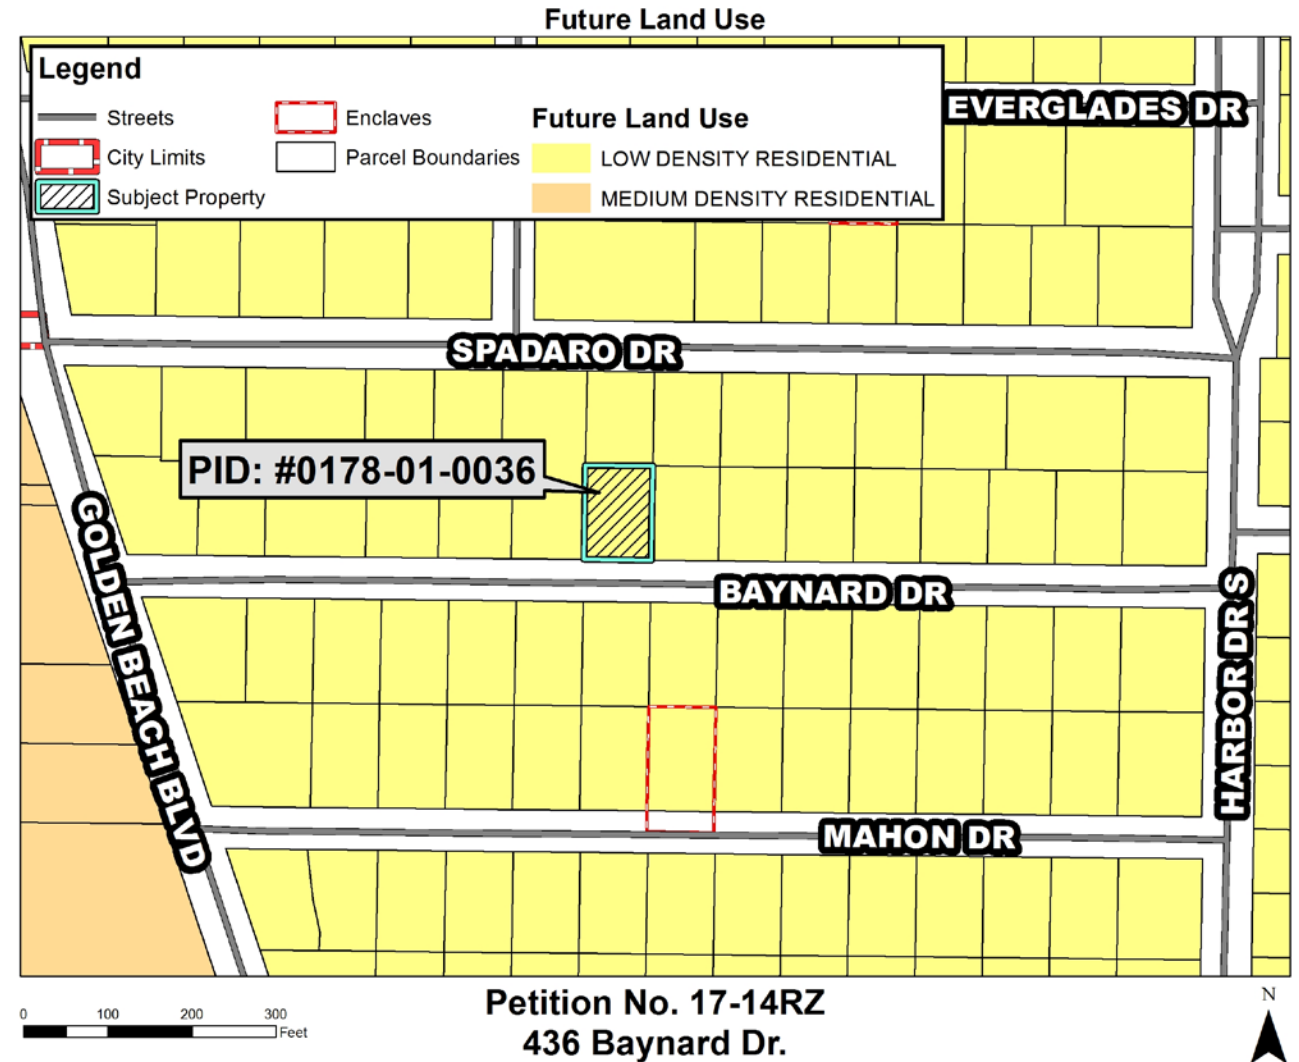 Future Land Use
Legend
Streets
Enclaves
Future Land Use
City Limits
Parcel Boundaries
LOW DENSITY RESIDENTIAL
Subject Property
MEDIUM DENSITY RESIDENTIAL
EVERGLADES DR
SPADARO DR
PID: #0178-01-0036
GOLDEN BEACH BLVD
BAYNARD DR
HARBOR DR S
MAHON DR
0 100 200 300
Feet
Petition No. 17-14RZ
436 Baynard Dr.
N